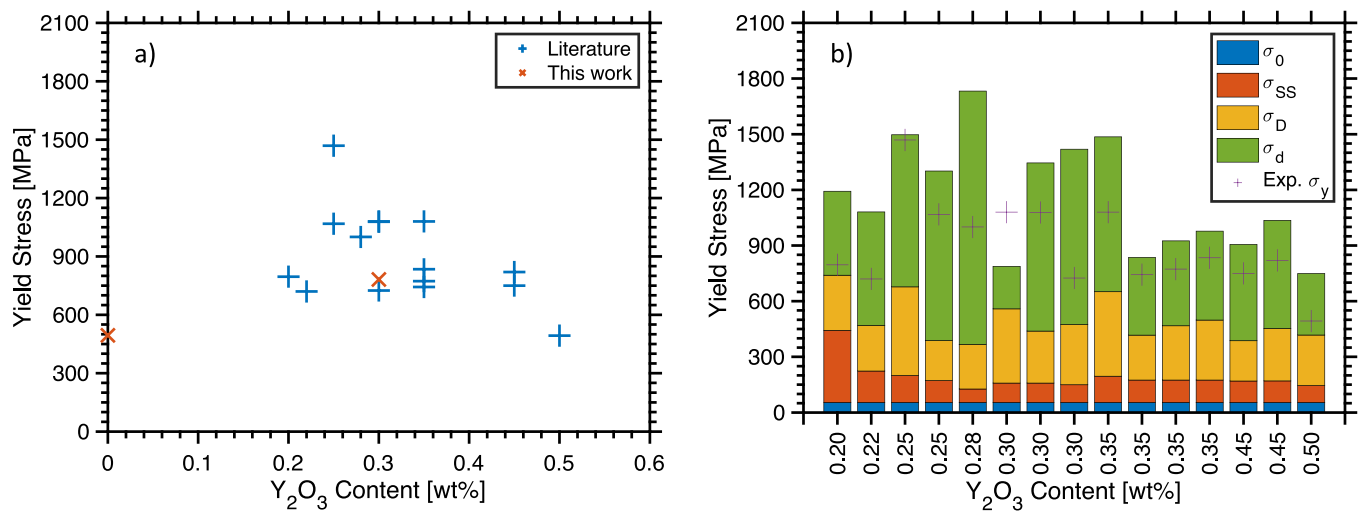 a)
Literature
This work
2100
1800
1500
1200
900
600
300
0
Yield Stress [MPa]
0 0.1 0.2 0.3 0.4 0.5 0.6
Y2O3 Content [wt%]
b)
σ0
σSS
σD
σd
Exp. σy
2100
1800
1500
1200
900
600
300
0
Yield Stress [MPa]
0.20 0.22 0.25 0.25 0.28 0.30 0.30 0.30 0.35 0.35 0.35 0.35 0.45 0.45 0.50
Y2O3 Content [wt%]